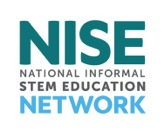 NISE
NATIONAL INFORMAL
STEM EDUCATION
NETWORK